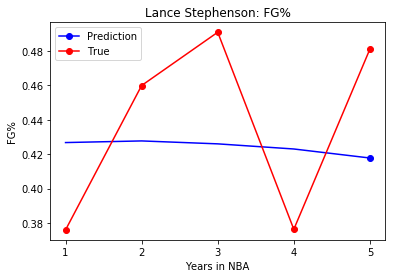 Lance Stephenson: FG%
Prediction
True
FG%
0.48
0.46
0.44
0.42
0.40
0.38
1 2 3 4 5
Years in NBA